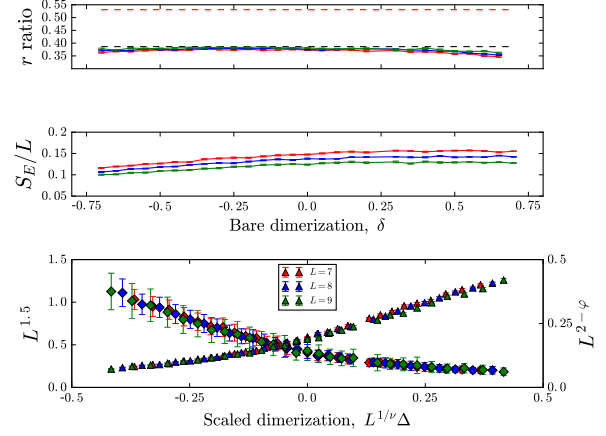 r ratio
0.55
0.50
0.45
0.40
0.35
S_E/L
0.2
0.15
0.1
0.05
-0.75 -0.5 -0.25 0.0 0.25 0.5 0.75
Bare dimerization, δ
L^{1.5}
1.5
1.0
0.5
0.0
L=7
L=8
L=9
0.5
0.25
0.0
L^{2-φ}
-0.5 -0.25 0.0 0.25 0.5
Scaled dimerization, L^{1/ν}Δ